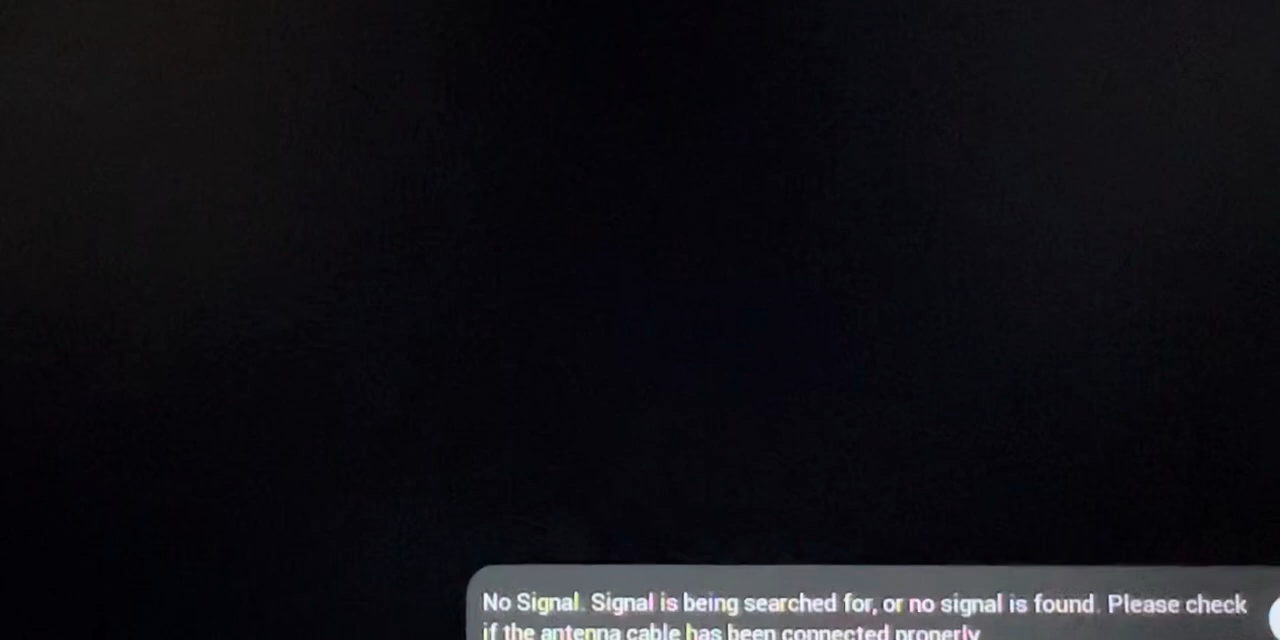 No Signal. Signal is being searched for, or no signal is found. Please check
if the antenna cable has been connected properly